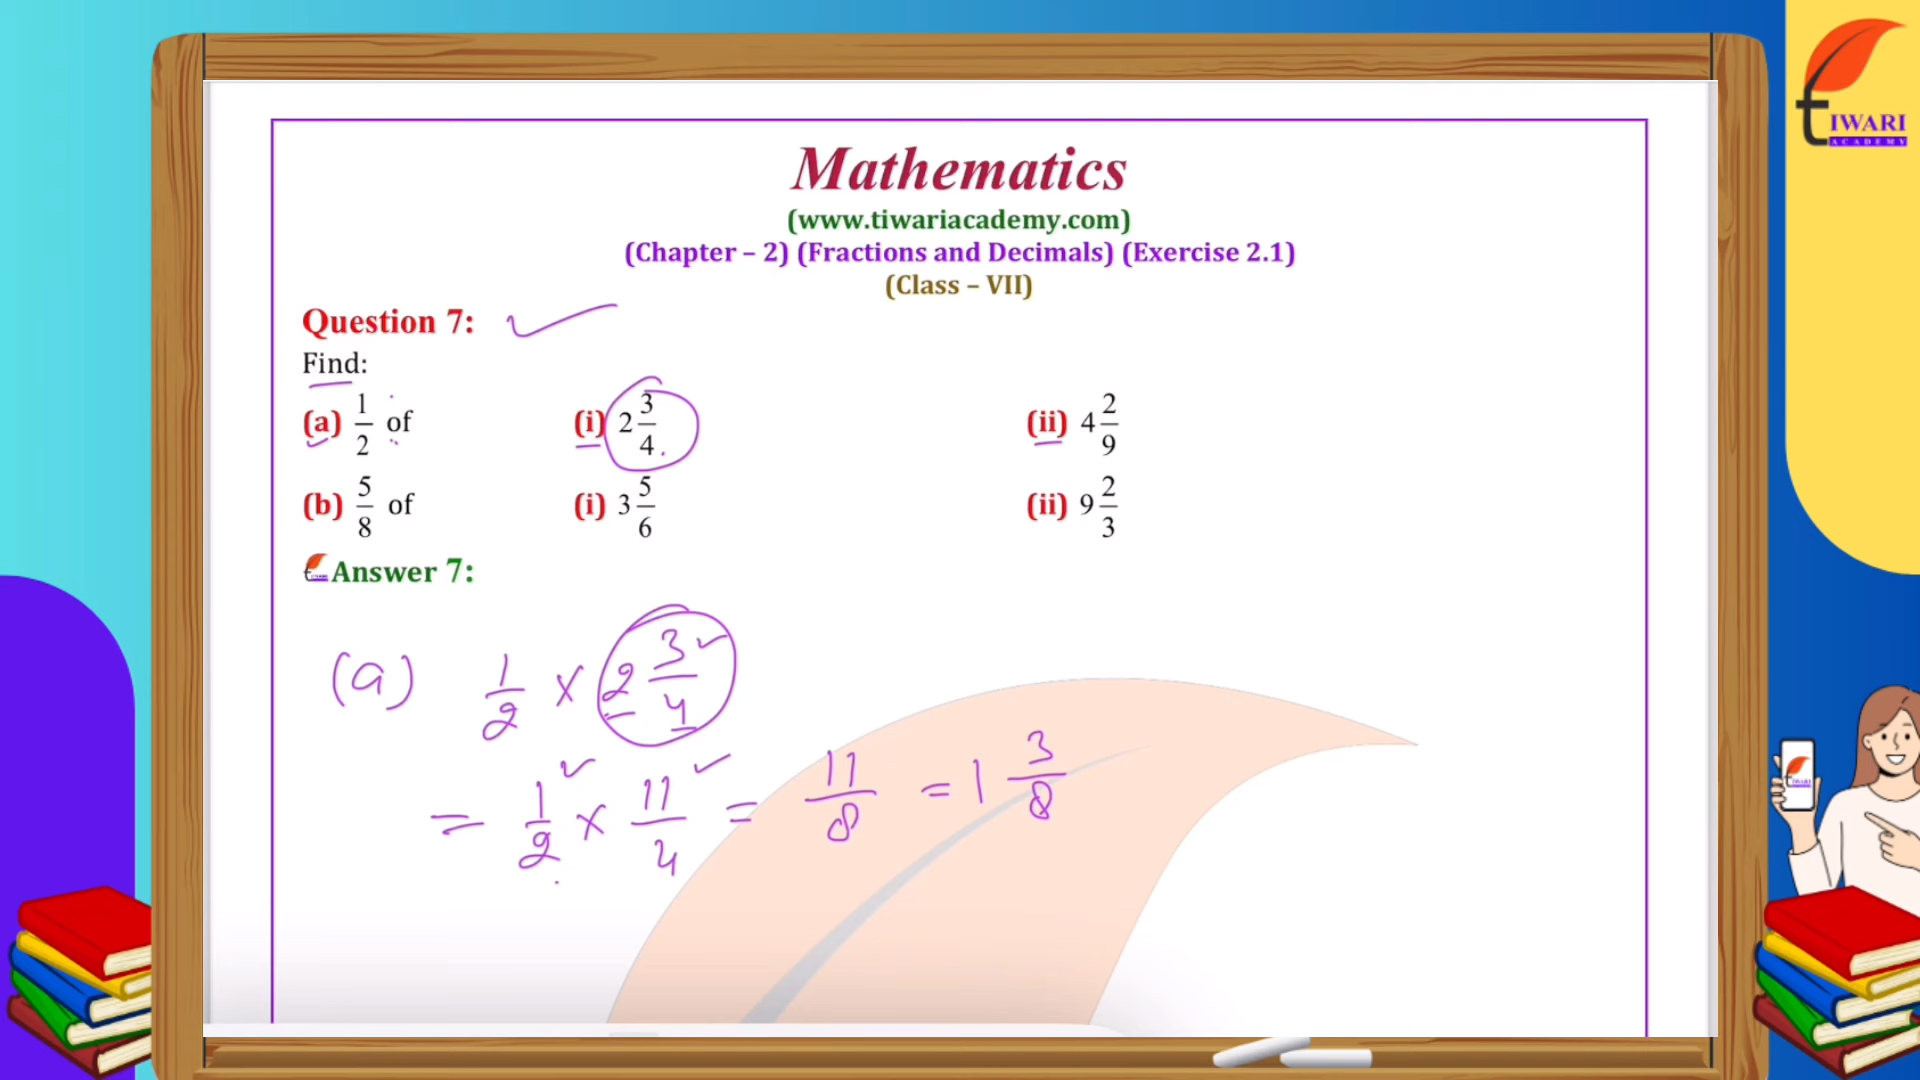 tIWARI
ACADEMY
Mathematics
(www.tiwariacademy.com)
(Chapter – 2) (Fractions and Decimals) (Exercise 2.1)
(Class – VII)
Question 7:
Find:
(a) 1/2 of (i) 2 3/4 (ii) 4 2/9
(b) 5/8 of (i) 3 5/6 (ii) 9 2/3
Answer 7:
(a) 1/2 × 2 3/4
= 1/2 × 11/4 = 11/8 = 1 3/8